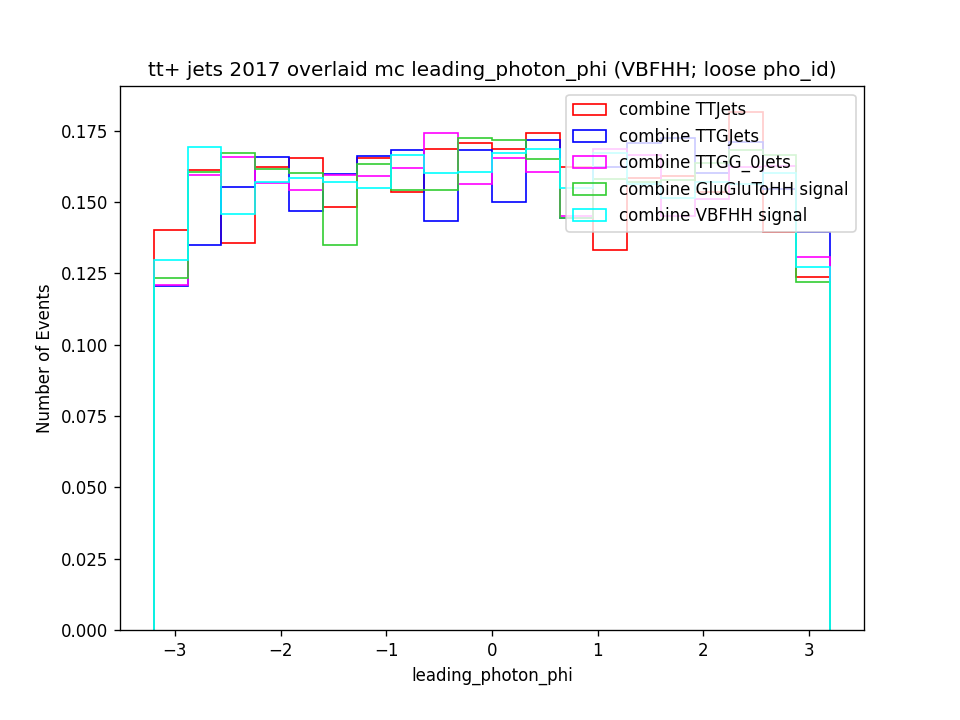 tt+ jets 2017 overlaid mc leading_photon_phi (VBFHH; loose pho_id)
combine TTJets
combine TTGJets
combine TTGG_0Jets
combine GluGluToHH signal
combine VBFHH signal
0.175
0.150
0.125
0.100
0.075
0.050
0.025
0.000
Number of Events
−3
−2
−1
0
1
2
3
leading_photon_phi